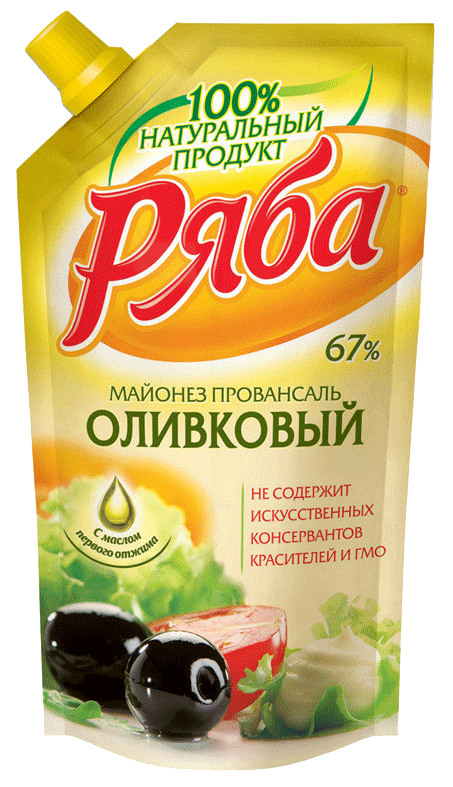 100%
НАТУРАЛЬНЫЙ
ПРОДУКТ
Ряба®
67%
МАЙОНЕЗ ПРОВАНСАЛЬ
ОЛИВКОВЫЙ
С маслом
первого отжима
НЕ СОДЕРЖИТ
ИСКУССТВЕННЫХ
КОНСЕРВАНТОВ
КРАСИТЕЛЕЙ И ГМО